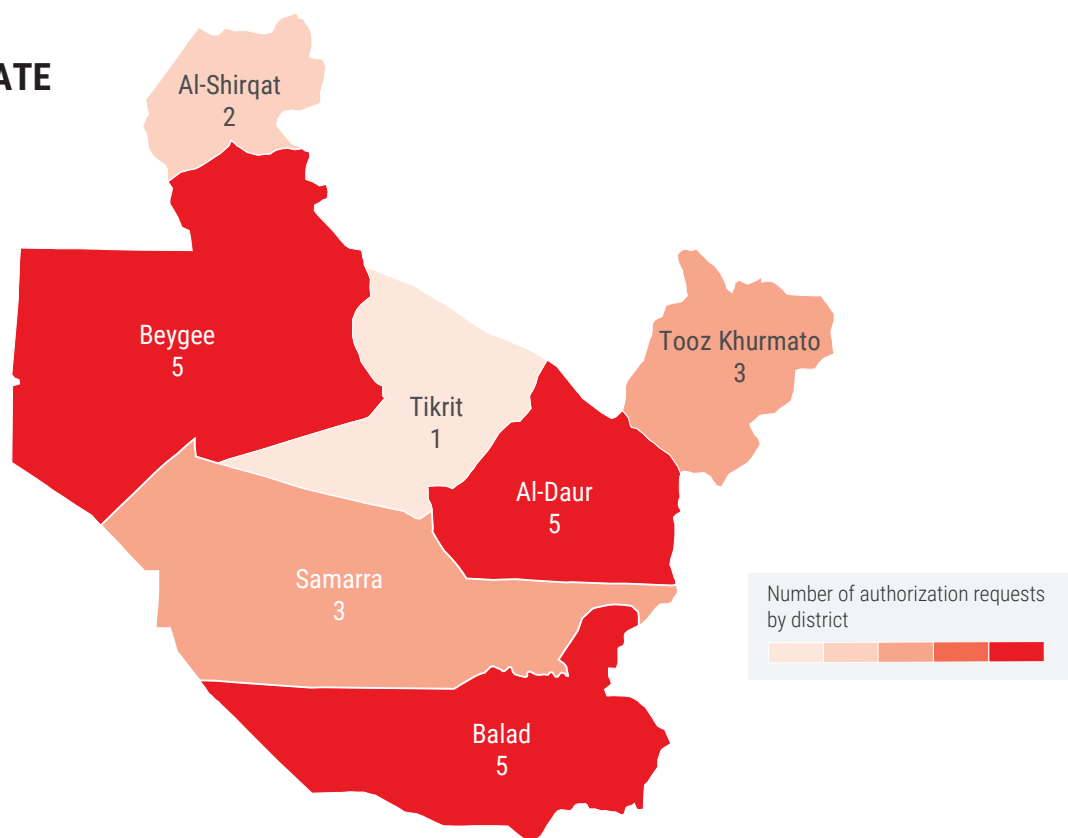 ATE
Al-Shirqat
2
Beygee
5
Tooz Khurmato
3
Tikrit
1
Al-Daur
5
Samarra
3
Number of authorization requests
by district
Balad
5